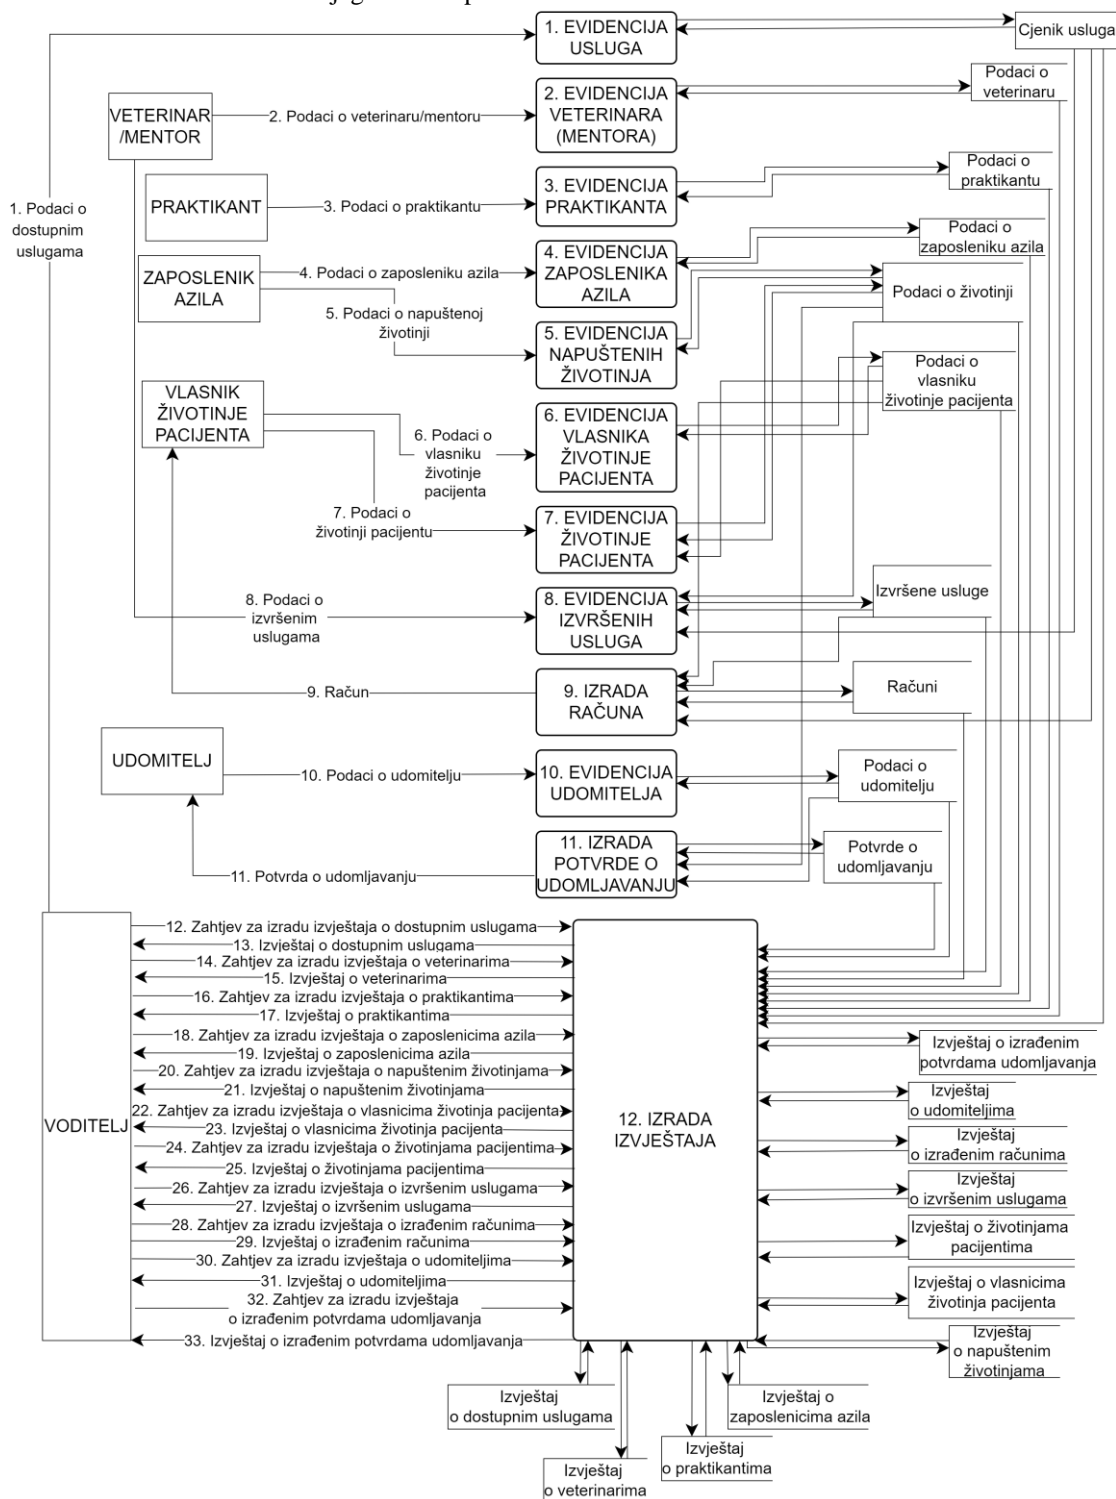 1. EVIDENCIJA
USLUGA
Cjenik usluga
Podaci o
veterinaru
2. EVIDENCIJA
VETERINARA
(MENTORA)
VETERINAR
/MENTOR
2. Podaci o veterinaru/mentoru
Podaci o
praktikantu
3. EVIDENCIJA
PRAKTIKANTA
PRAKTIKANT
3. Podaci o praktikantu
1. Podaci o
dostupnim
uslugama
Podaci o
zaposleniku azila
4. EVIDENCIJA
ZAPOSLENIKA
AZILA
ZAPOSLENIK
AZILA
4. Podaci o zaposleniku azila
Podaci o životinji
5. Podaci o napuštenoj
životinji
5. EVIDENCIJA
NAPUŠTENIH
ŽIVOTINJA
Podaci o
vlasniku
životinje pacijenta
VLASNIK
ŽIVOTINJE
PACIJENTA
6. Podaci o
vlasniku
životinje
pacijenta
6. EVIDENCIJA
VLASNIKA
ŽIVOTINJE
PACIJENTA
7. Podaci o
životinji pacijentu
7. EVIDENCIJA
ŽIVOTINJE
PACIJENTA
8. Podaci o
izvršenim
uslugama
8. EVIDENCIJA
IZVRŠENIH
USLUGA
Izvršene usluge
9. Račun
9. IZRADA
RAČUNA
Računi
UDOMITELJ
10. Podaci o udomitelju
10. EVIDENCIJA
UDOMITELJA
Podaci o
udomitelju
11. Potvrda o udomljavanju
11. IZRADA
POTVRDE O
UDOMLJAVANJU
Potvrde o
udomljavanju
VODITELJ
12. Zahtjev za izradu izvještaja o dostupnim uslugama
13. Izvještaj o dostupnim uslugama
14. Zahtjev za izradu izvještaja o veterinarima
15. Izvještaj o veterinarima
16. Zahtjev za izradu izvještaja o praktikantima
17. Izvještaj o praktikantima
18. Zahtjev za izradu izvještaja o zaposlenicima azila
19. Izvještaj o zaposlenicima azila
20. Zahtjev za izradu izvještaja o napuštenim životinjama
21. Izvještaj o napuštenim životinjama
22. Zahtjev za izradu izvještaja o vlasnicima životinja pacijenta
23. Izvještaj o vlasnicima životinja pacijenta
24. Zahtjev za izradu izvještaja o životinjama pacijentima
25. Izvještaj o životinjama pacijentima
26. Zahtjev za izradu izvještaja o izvršenim uslugama
27. Izvještaj o izvršenim uslugama
28. Zahtjev za izradu izvještaja o izrađenim računima
29. Izvještaj o izrađenim računima
30. Zahtjev za izradu izvještaja o udomiteljima
31. Izvještaj o udomiteljima
32. Zahtjev za izradu izvještaja
o izrađenim potvrdama udomljavanja
33. Izvještaj o izrađenim potvrdama udomljavanja
12. IZRADA
IZVJEŠTAJA
Izvještaj o izrađenim
potvrdama udomljavanja
Izvještaj
o udomiteljima
Izvještaj
o izrađenim računima
Izvještaj
o izvršenim uslugama
Izvještaj o životinjama
pacijentima
Izvještaj o vlasnicima
životinja pacijenta
Izvještaj
o napuštenim
životinjama
Izvještaj
o dostupnim uslugama
Izvještaj o
zaposlenicima azila
Izvještaj
o praktikantima
Izvještaj
o veterinarima